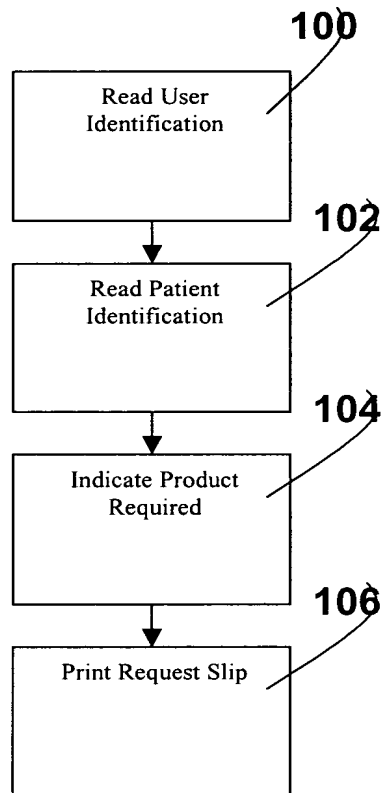 100
Read User
Identification
102
Read Patient
Identification
104
Indicate Product
Required
106
Print Request Slip